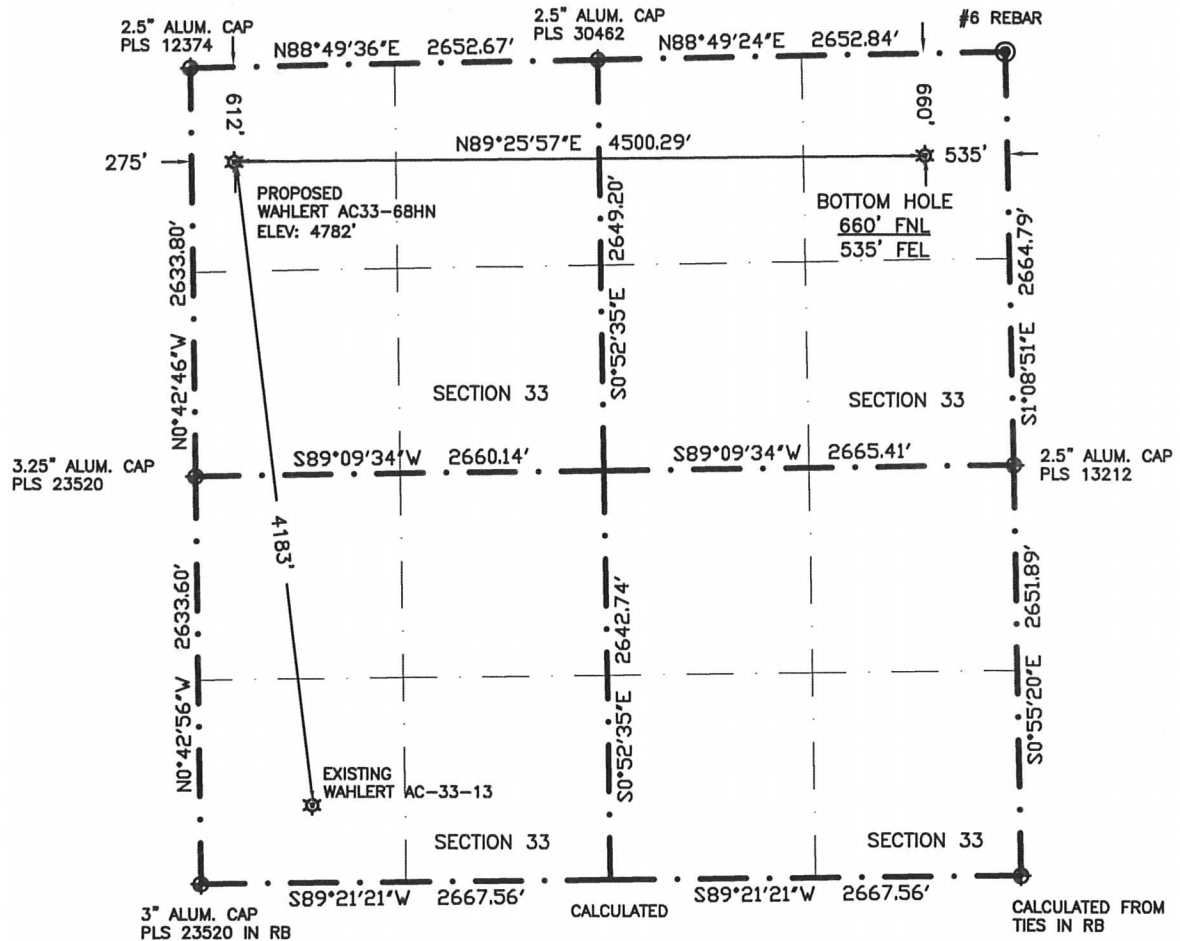 2.5" ALUM. CAP
PLS 12374
2.5" ALUM. CAP
PLS 30462
#6 REBAR
N88°49'36"E 2652.67'
N88°49'24"E 2652.84'
612'
660'
N89°25'57"E 4500.29'
275'
535'
PROPOSED
WAHLERT AC33-68HN
ELEV: 4782'
BOTTOM HOLE
660' FNL
535' FEL
N0°42'46"W 2633.80'
S0°52'35"E 2649.20'
S1°08'51"E 2664.79'
SECTION 33
SECTION 33
3.25" ALUM. CAP
PLS 23520
S89°09'34"W 2660.14'
S89°09'34"W 2665.41'
2.5" ALUM. CAP
PLS 13212
4183'
N0°42'56"W 2633.60'
S0°52'35"E 2642.74'
S0°55'20"E 2651.89'
EXISTING
WAHLERT AC-33-13
SECTION 33
SECTION 33
3" ALUM. CAP
PLS 23520 IN RB
S89°21'21"W 2667.56'
CALCULATED
S89°21'21"W 2667.56'
CALCULATED FROM
TIES IN RB